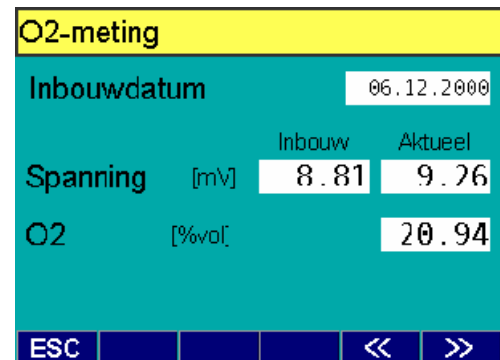 O2-meting
Inbouwdatum 06.12.2000
Inbouw Aktueel
Spanning [mV] 8.81 9.26
O2 [%vol] 20.94
ESC << >>